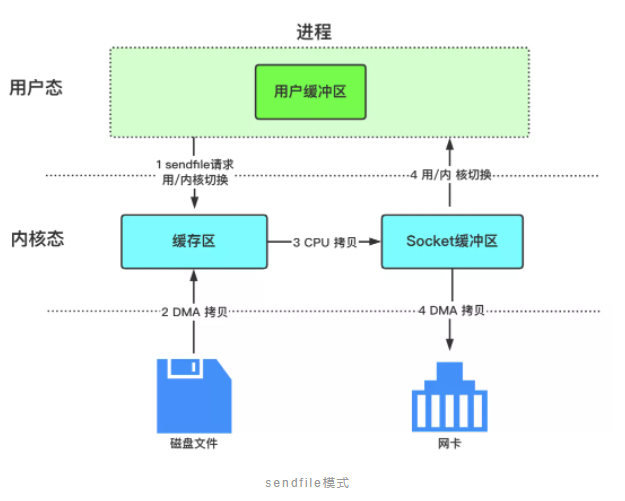 进程
用户态
用户缓冲区
1 sendfile请求
用/内核切换
4 用/内 核切换
内核态
缓存区
3 CPU 拷贝
Socket缓冲区
2 DMA 拷贝
4 DMA 拷贝
磁盘文件
网卡
sendfile模式